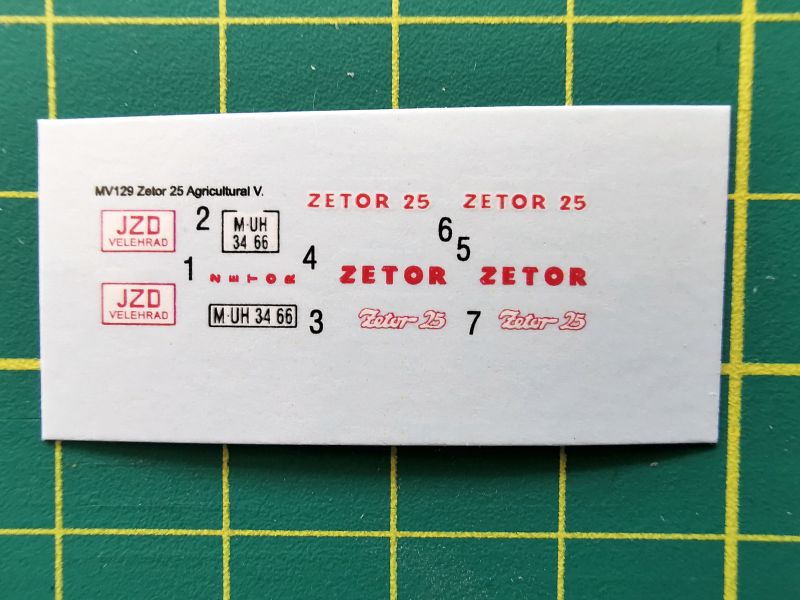 MV129 Zetor 25 Agricultural V.
ZETOR 25
ZETOR 25
JZD
VELEHRAD
2
M·UH
34 66
6
5
1
ZETOR
4
ZETOR
ZETOR
JZD
VELEHRAD
M·UH 34 66
3
Zetor 25
7
Zetor 25